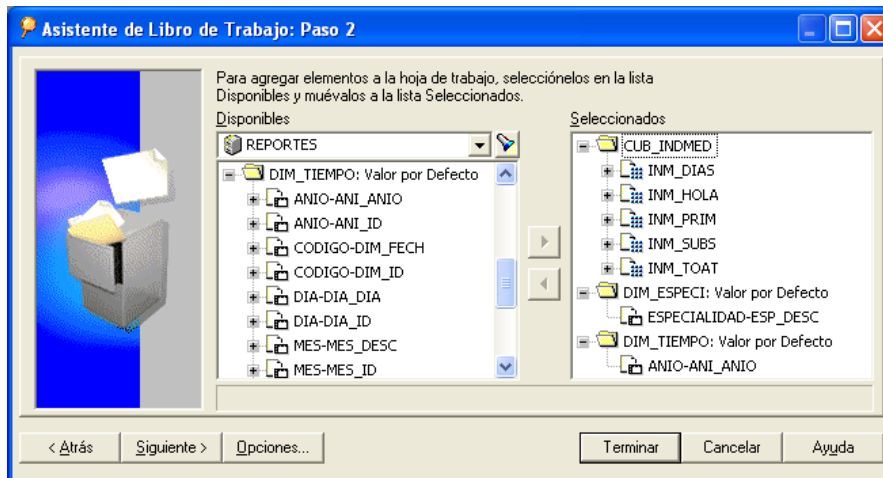 Asistente de Libro de Trabajo: Paso 2
Para agregar elementos a la hoja de trabajo, selecciónelos en la lista
Disponibles y muévalos a la lista Seleccionados.
Disponibles
REPORTES
DIM_TIEMPO: Valor por Defecto
ANIO-ANI_ANIO
ANIO-ANI_ID
CODIGO-DIM_FECH
CODIGO-DIM_ID
DIA-DIA_DIA
DIA-DIA_ID
MES-MES_DESC
MES-MES_ID
Seleccionados
CUB_INDMED
INM_DIAS
INM_HOLA
INM_PRIM
INM_SUBS
INM_TOAT
DIM_ESPECI: Valor por Defecto
ESPECIALIDAD-ESP_DESC
DIM_TIEMPO: Valor por Defecto
ANIO-ANI_ANIO
< Atrás
Siguiente >
Opciones...
Terminar
Cancelar
Ayuda